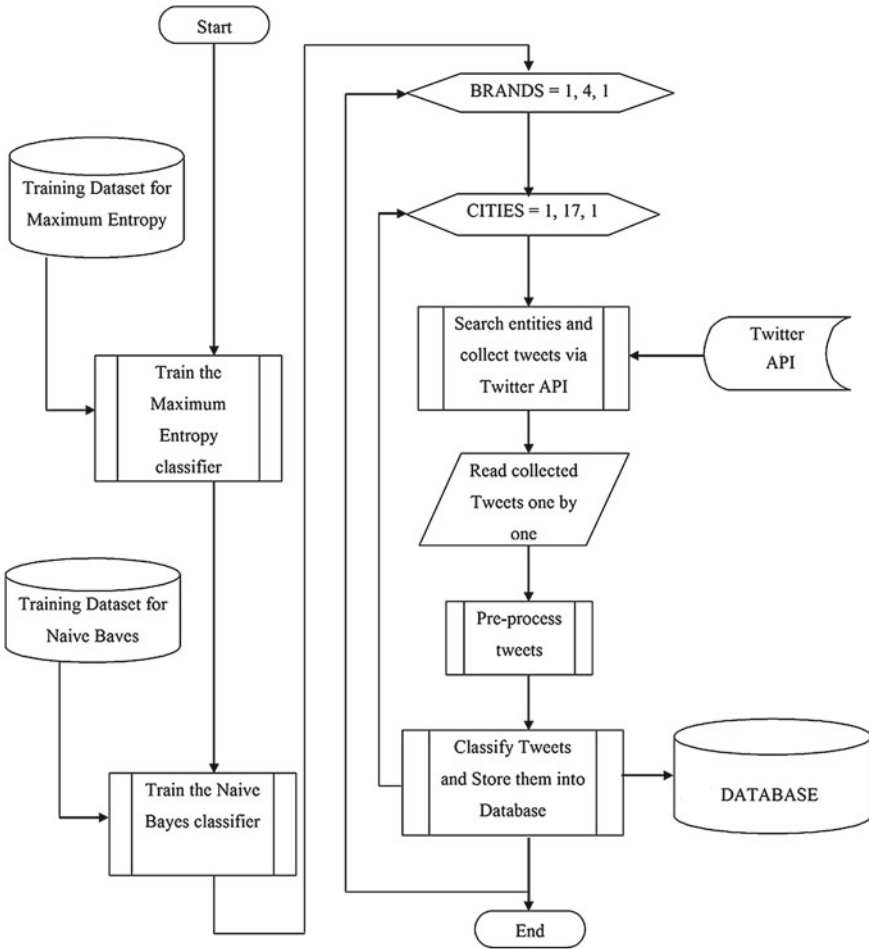 Start
Training Dataset for
Maximum Entropy
Train the
Maximum
Entropy
classifier
Training Dataset for
Naive Baves
Train the Naive
Bayes classifier
BRANDS = 1, 4, 1
CITIES = 1, 17, 1
Search entities and
collect tweets via
Twitter API
Twitter
API
Read collected
Tweets one by
one
Pre-process
tweets
Classify Tweets
and Store them into
Database
DATABASE
End